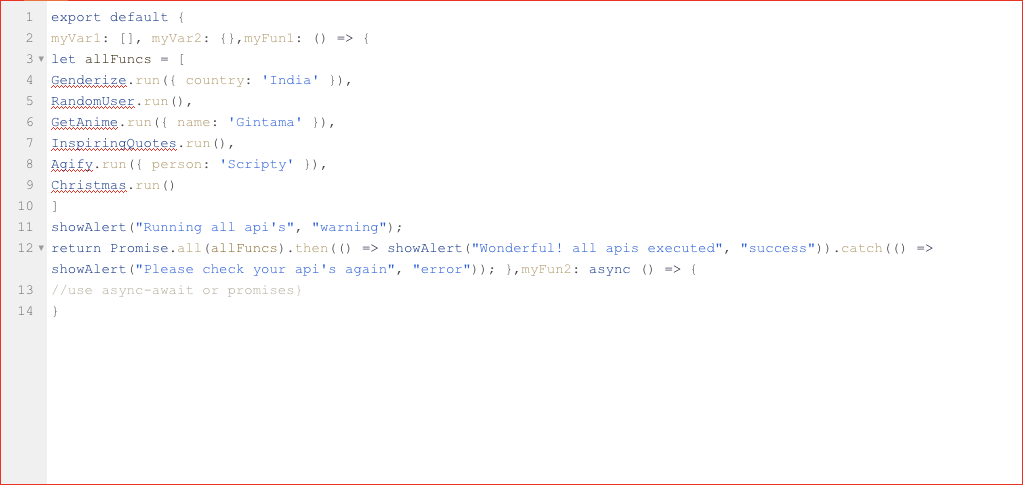 1 export default {
2 myVar1: [], myVar2: {},myFun1: () => {
3 let allFuncs = [
4 Genderize.run({ country: 'India' }),
5 RandomUser.run(),
6 GetAnime.run({ name: 'Gintama' }),
7 InspiringQuotes.run(),
8 Agify.run({ person: 'Scripty' }),
9 Christmas.run()
10 ]
11 showAlert("Running all api's", "warning");
12 return Promise.all(allFuncs).then(() => showAlert("Wonderful! all apis executed", "success")).catch(() =>
showAlert("Please check your api's again", "error")); },myFun2: async () => {
13 //use async-await or promises}
14 }